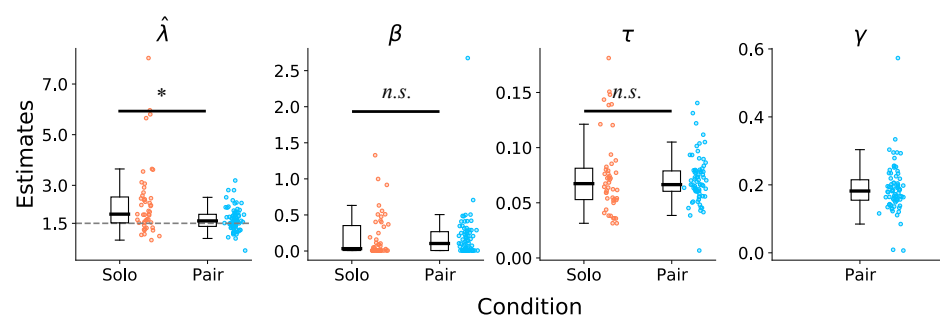 λ̂
β
τ
γ
Estimates
7.0
5.0
3.0
1.5
*
Solo
Pair
2.5
2.0
1.5
1.0
0.5
0.0
n.s.
Solo
Pair
0.15
0.10
0.05
0.00
n.s.
Solo
Pair
0.6
0.4
0.2
0.0
Pair
Condition